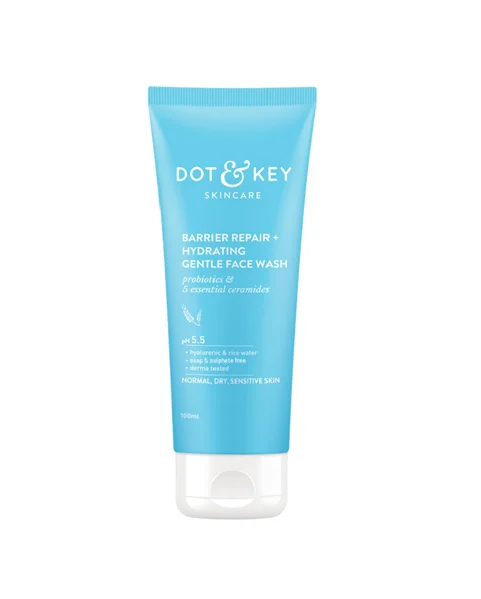 DOT & KEY
SKINCARE
BARRIER REPAIR +
HYDRATING
GENTLE FACE WASH
probiotics &
5 essential ceramides
pH 5.5
• hyaluronic & rice water
• soap & sulphate free
• derma tested
NORMAL, DRY, SENSITIVE SKIN
100ml